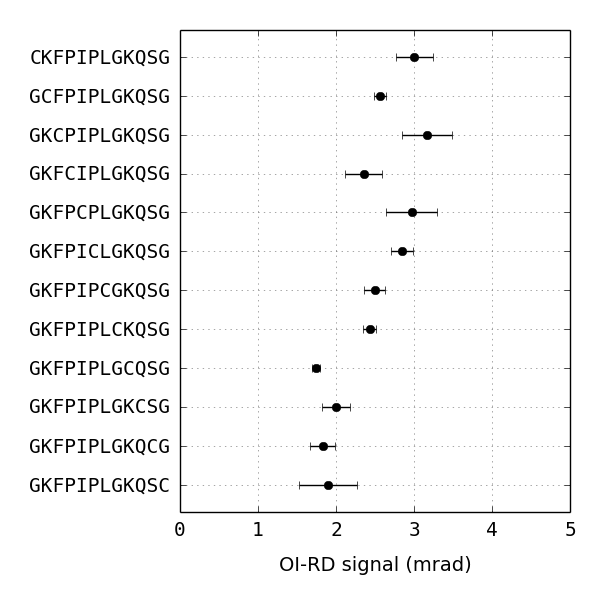 CKFPIPLGKQSG
GCFPIPLGKQSG
GKCPIPLGKQSG
GKFCIPLGKQSG
GKFPCPLGKQSG
GKFPICLGKQSG
GKFPIPCGKQSG
GKFPIPLCKQSG
GKFPIPLGCQSG
GKFPIPLGKCSG
GKFPIPLGKQCG
GKFPIPLGKQSC
0 1 2 3 4 5
OI-RD signal (mrad)